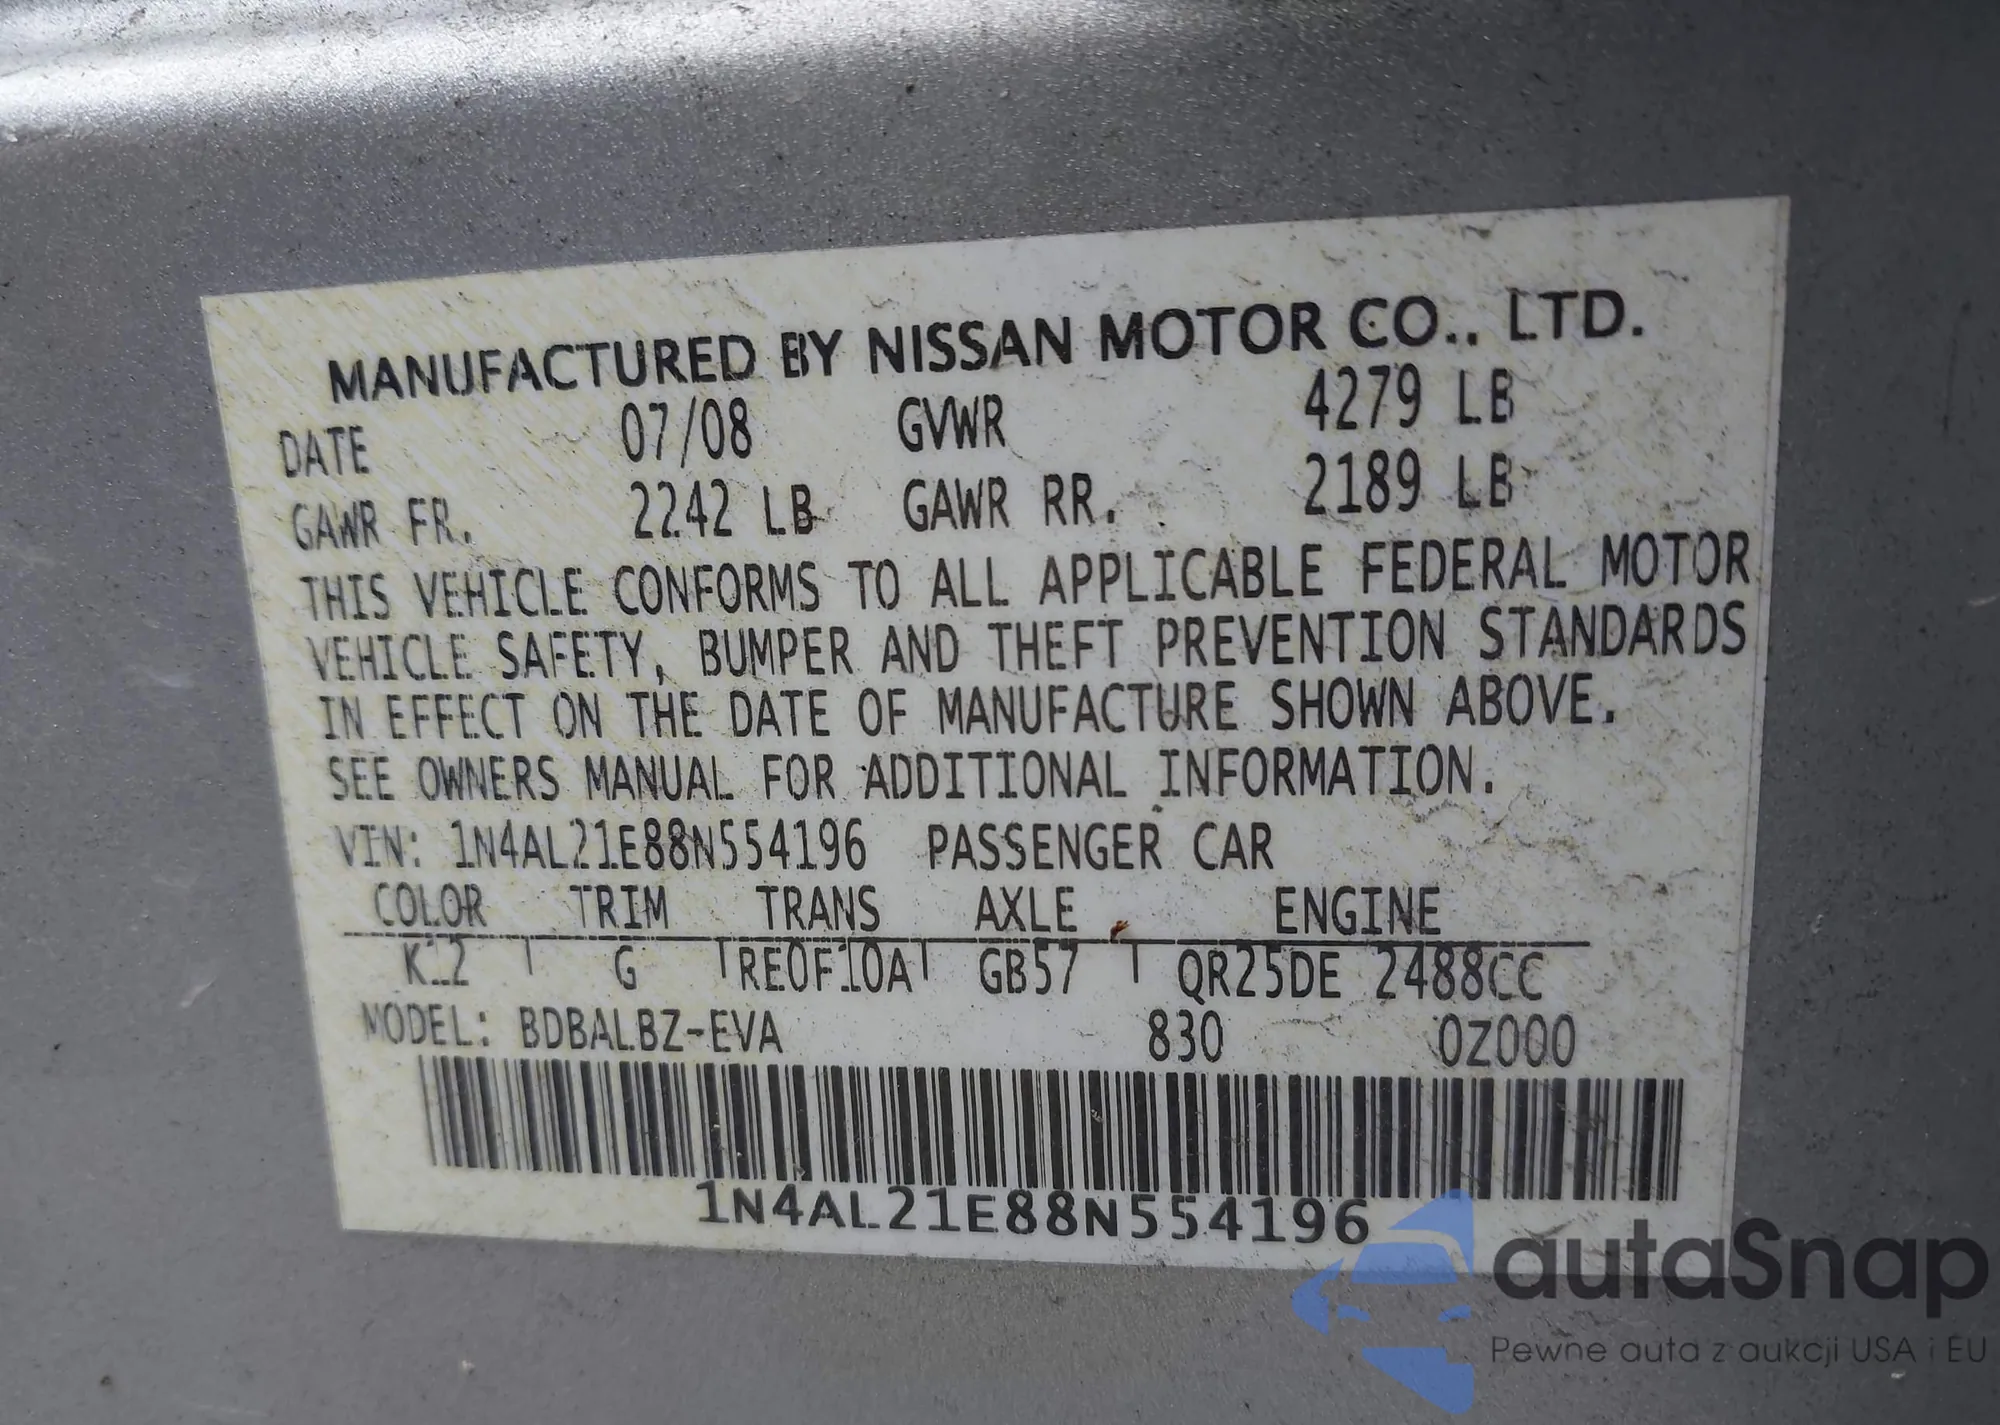 MANUFACTURED BY NISSAN MOTOR CO., LTD.
DATE 07/08 GVWR 4279 LB
GAWR FR. 2242 LB GAWR RR. 2189 LB
THIS VEHICLE CONFORMS TO ALL APPLICABLE FEDERAL MOTOR
VEHICLE SAFETY, BUMPER AND THEFT PREVENTION STANDARDS
IN EFFECT ON THE DATE OF MANUFACTURE SHOWN ABOVE.
SEE OWNERS MANUAL FOR ADDITIONAL INFORMATION.
VIN: 1N4AL21E88N554196 PASSENGER CAR
COLOR TRIM TRANS AXLE ENGINE
K12 G RE0F10A GB57 QR25DE 2488CC
MODEL: BDBALBZ-EVA 830 0Z000
1N4AL21E88N554196
autaSnap
Pewne auta z aukcji USA i EU